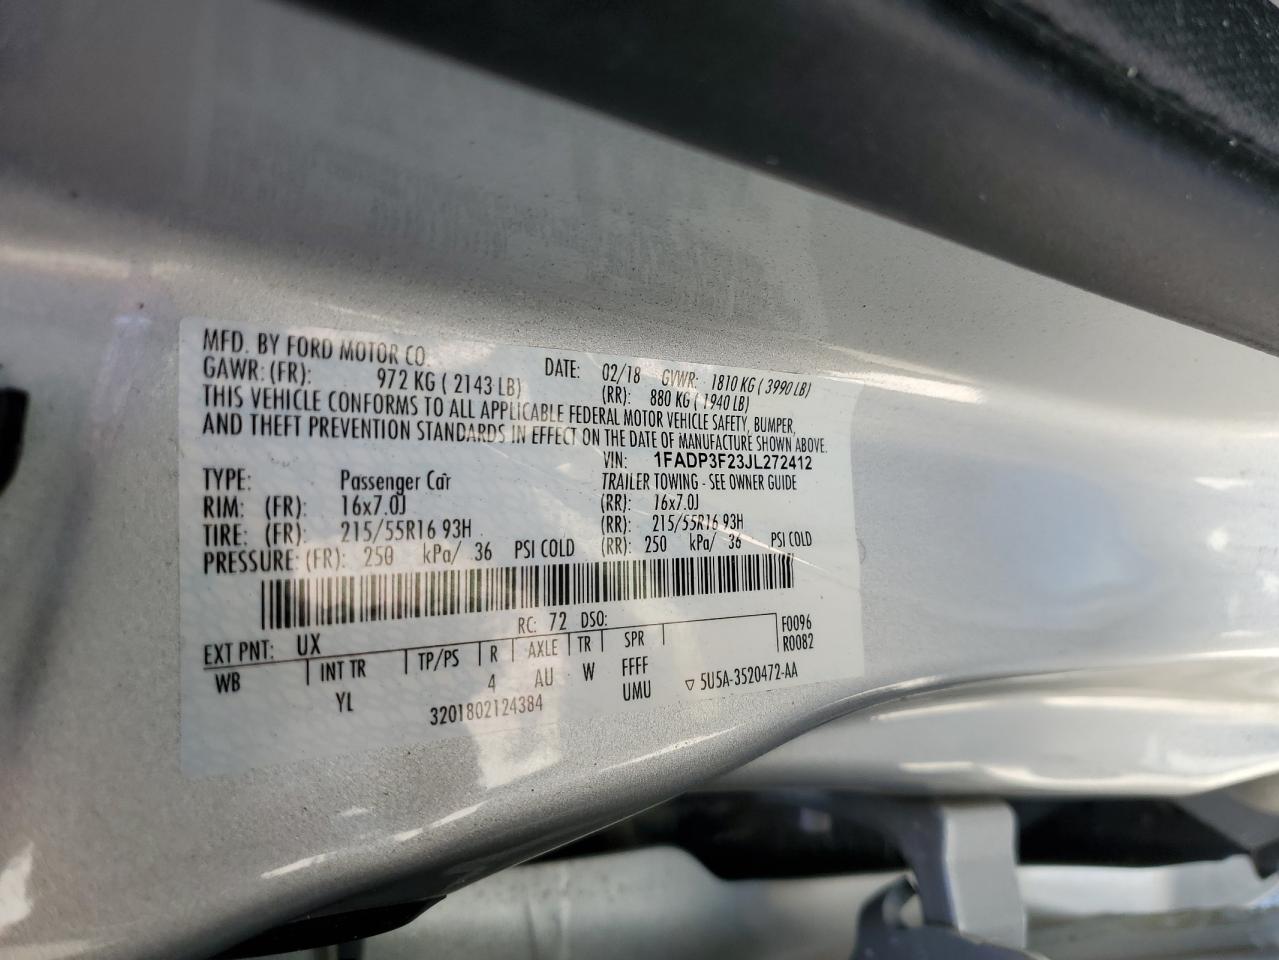 MFD. BY FORD MOTOR CO.
DATE: 02/18 GVWR: 1810 KG ( 3990 LB)
GAWR: (FR): 972 KG ( 2143 LB) (RR): 880 KG ( 1940 LB)
THIS VEHICLE CONFORMS TO ALL APPLICABLE FEDERAL MOTOR VEHICLE SAFETY, BUMPER,
AND THEFT PREVENTION STANDARDS IN EFFECT ON THE DATE OF MANUFACTURE SHOWN ABOVE.
VIN: 1FADP3F23JL272412
TYPE: Passenger Car TRAILER TOWING - SEE OWNER GUIDE
RIM: (FR): 16x7.0J (RR): 16x7.0J
TIRE: (FR): 215/55R16 93H (RR): 215/55R16 93H
PRESSURE: (FR): 250 kPa/ 36 PSI COLD (RR): 250 kPa/ 36 PSI COLD
RC: 72 DSO: F0096
EXT PNT: UX R0082
WB INT TR TP/PS R AXLE TR SPR
YL 4 AU W FFFF
UMU ▽ 5U5A-3520472-AA
3201802124384